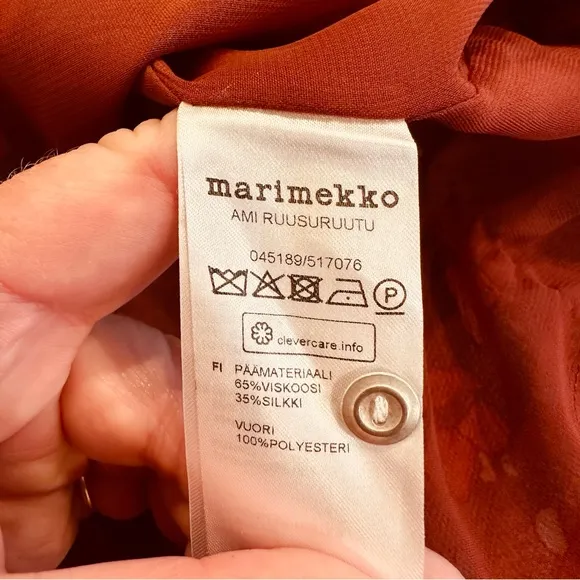 marimekko
AMI RUUSURUUTU
045189/517076
P
clevercare.info
FI PÄÄMATERIAALI
65%VISKOOSI
35%SILKKI
VUORI
100%POLYESTERI